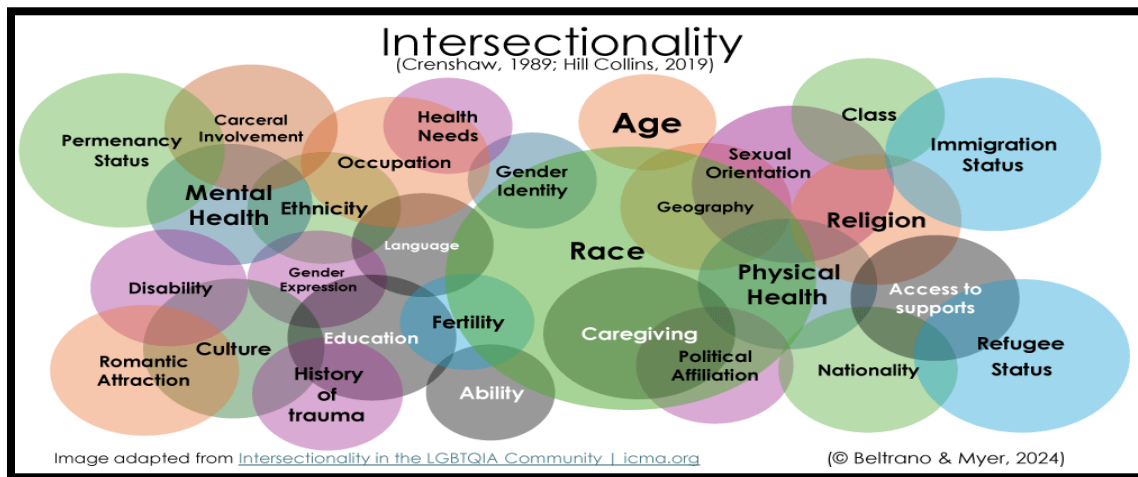 Intersectionality
(Crenshaw, 1989; Hill Collins, 2019)
Permenancy
Status
Carceral
Involvement
Occupation
Health
Needs
Gender
Identity
Age
Sexual
Orientation
Class
Immigration
Status
Mental
Health
Ethnicity
Language
Race
Geography
Religion
Physical
Health
Disability
Gender
Expression
Education
Fertility
Caregiving
Access to
supports
Romantic
Attraction
Culture
History
of
trauma
Ability
Political
Affiliation
Nationality
Refugee
Status
Image adapted from Intersectionality in the LGBTQIA Community | icma.org
(© Beltrano & Myer, 2024)